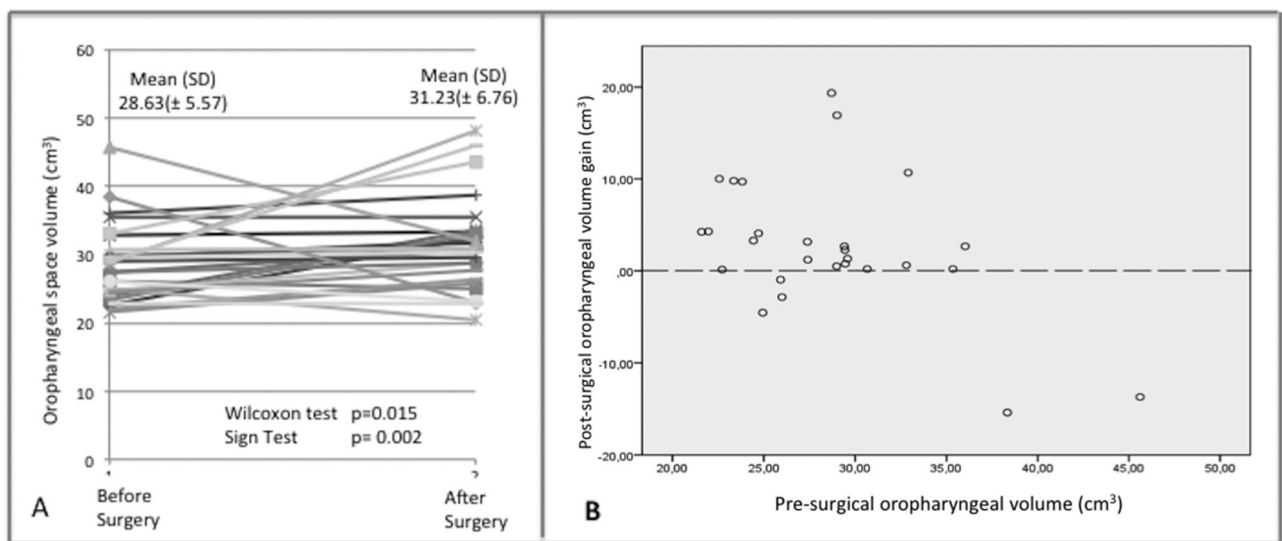 60
50
40
30
20
10
0
Oropharyngeal space volume (cm³)
Mean (SD)
28.63(± 5.57)
Mean (SD)
31.23(± 6.76)
Wilcoxon test p=0.015
Sign Test p= 0.002
Before
Surgery
After
Surgery
A
Post-surgical oropharyngeal volume gain (cm³)
20,00
10,00
,00
-10,00
-20,00
20,00 25,00 30,00 35,00 40,00 45,00 50,00
Pre-surgical oropharyngeal volume (cm³)
B